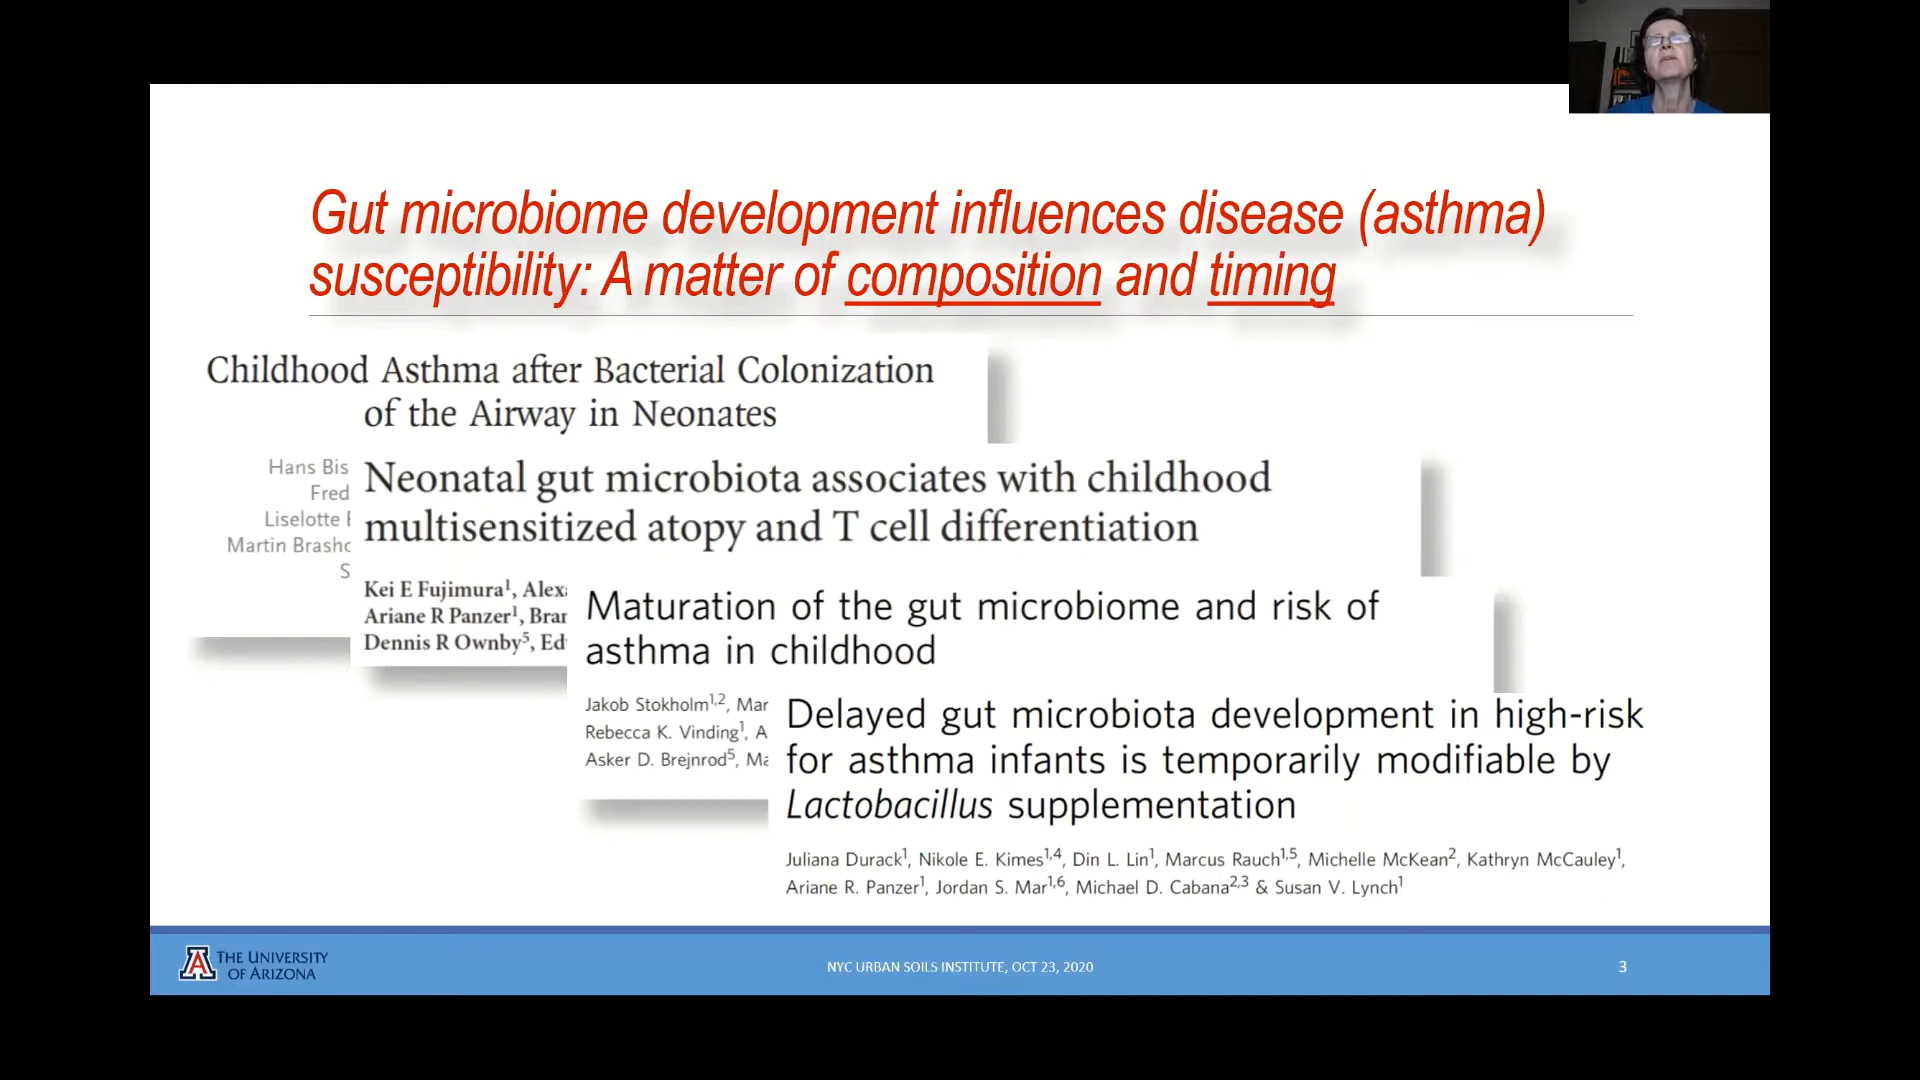 Gut microbiome development influences disease (asthma)
susceptibility: A matter of composition and timing
Childhood Asthma after Bacterial Colonization
of the Airway in Neonates
Hans Bis
Fred
Liselotte
Martin Brasho
S
Neonatal gut microbiota associates with childhood
multisensitized atopy and T cell differentiation
Kei E Fujimura¹, Alex
Ariane R Panzer¹, Bran
Dennis R Ownby⁵, Ed
Maturation of the gut microbiome and risk of
asthma in childhood
Jakob Stokholm¹,², Mar
Rebecca K. Vinding¹, A
Asker D. Brejnrod⁵, Ma
Delayed gut microbiota development in high-risk
for asthma infants is temporarily modifiable by
Lactobacillus supplementation
Juliana Durack¹, Nikole E. Kimes¹,⁴, Din L. Lin¹, Marcus Rauch¹,⁵, Michelle McKean², Kathryn McCauley¹,
Ariane R. Panzer¹, Jordan S. Mar¹,⁶, Michael D. Cabana²,³ & Susan V. Lynch¹
A THE UNIVERSITY
OF ARIZONA
NYC URBAN SOILS INSTITUTE, OCT 23, 2020
3